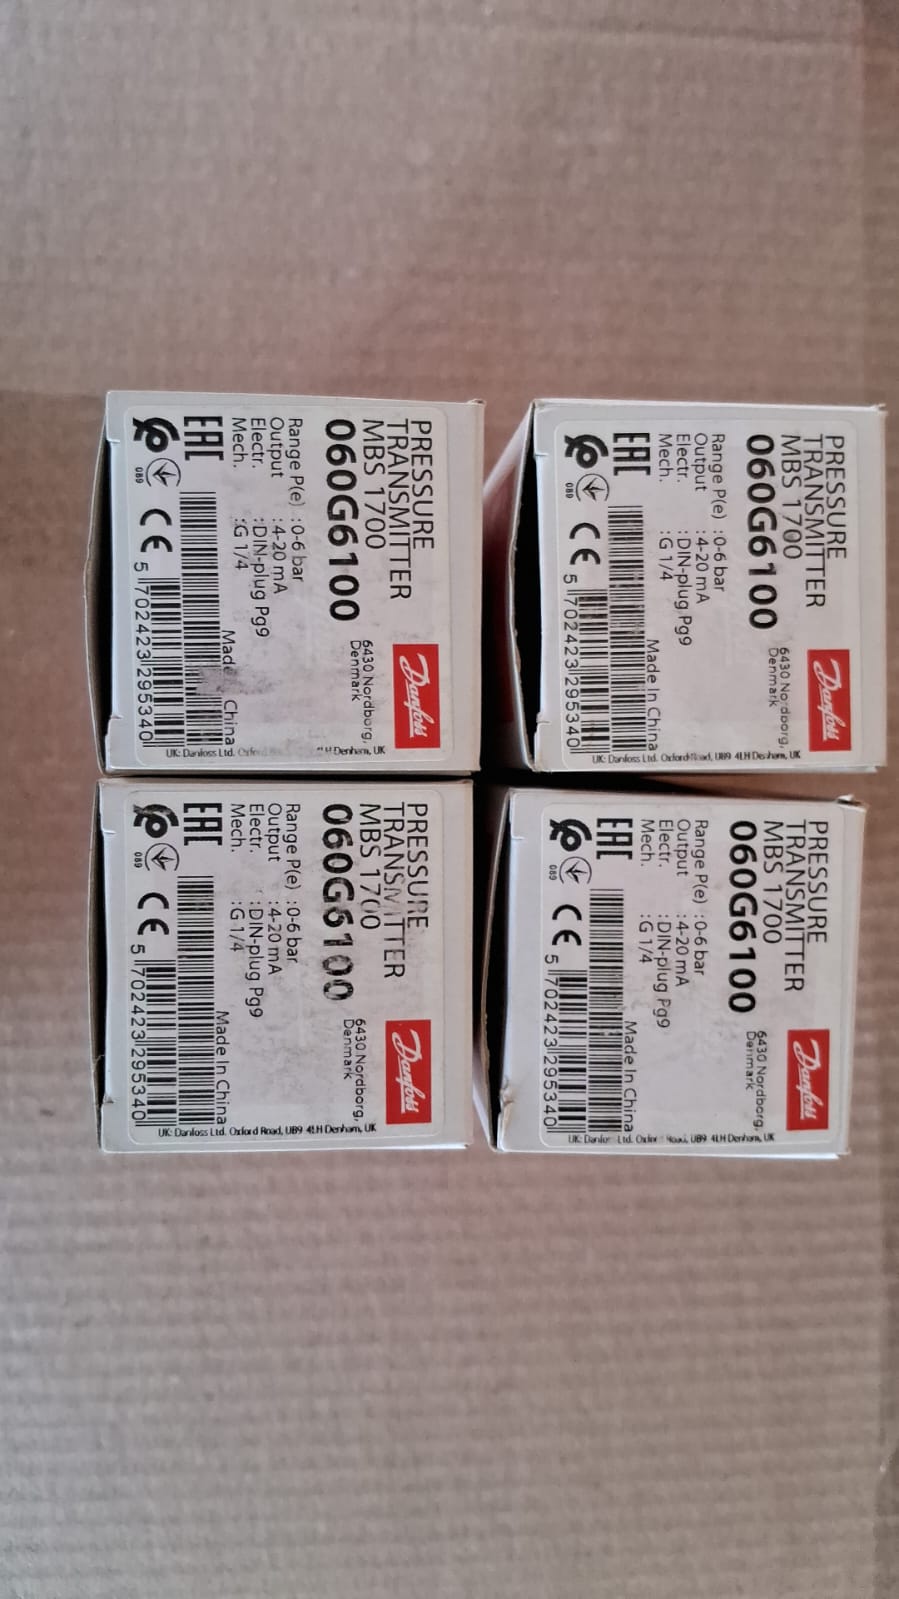 PRESSURE
TRANSMITTER
MBS 1700
060G6100
Danfoss
6430 Nordborg,
Denmark
Range P(e) :0-6 bar
Output :4-20 mA
Electr. :DIN-plug Pg9
Mech. :G 1/4
EAC
Made China
089
CE
5 702423 295340
UK: Danfoss Ltd. Denham, UK
PRESSURE
TRANSMITTER
MBS 1700
060G6100
Danfoss
6430 Nordborg,
Denmark
Range P(e) :0-6 bar
Output :4-20 mA
Electr. :DIN-plug Pg9
Mech. :G 1/4
EAC
Made In China
089
CE
5 702423 295340
UK: Danfoss Ltd. Oxford Road, UB9 4LH Denham, UK
PRESSURE
TRANSMITTER
MBS 1700
060G6100
Danfoss
6430 Nordborg,
Denmark
Range P(e) :0-6 bar
Output :4-20 mA
Electr. :DIN-plug Pg9
Mech. :G 1/4
EAC
Made In China
089
CE
5 702423 295340
UK: Danfoss Ltd. Oxford Road, UB9 4LH Denham, UK
PRESSURE
TRANSMITTER
MBS 1700
060G6100
Danfoss
6430 Nordborg,
Denmark
Range P(e) :0-6 bar
Output :4-20 mA
Electr. :DIN-plug Pg9
Mech. :G 1/4
EAC
Made In China
089
CE
5 702423 295340
UK: Danfoss Ltd. Oxford Road, UB9 4LH Denham, UK